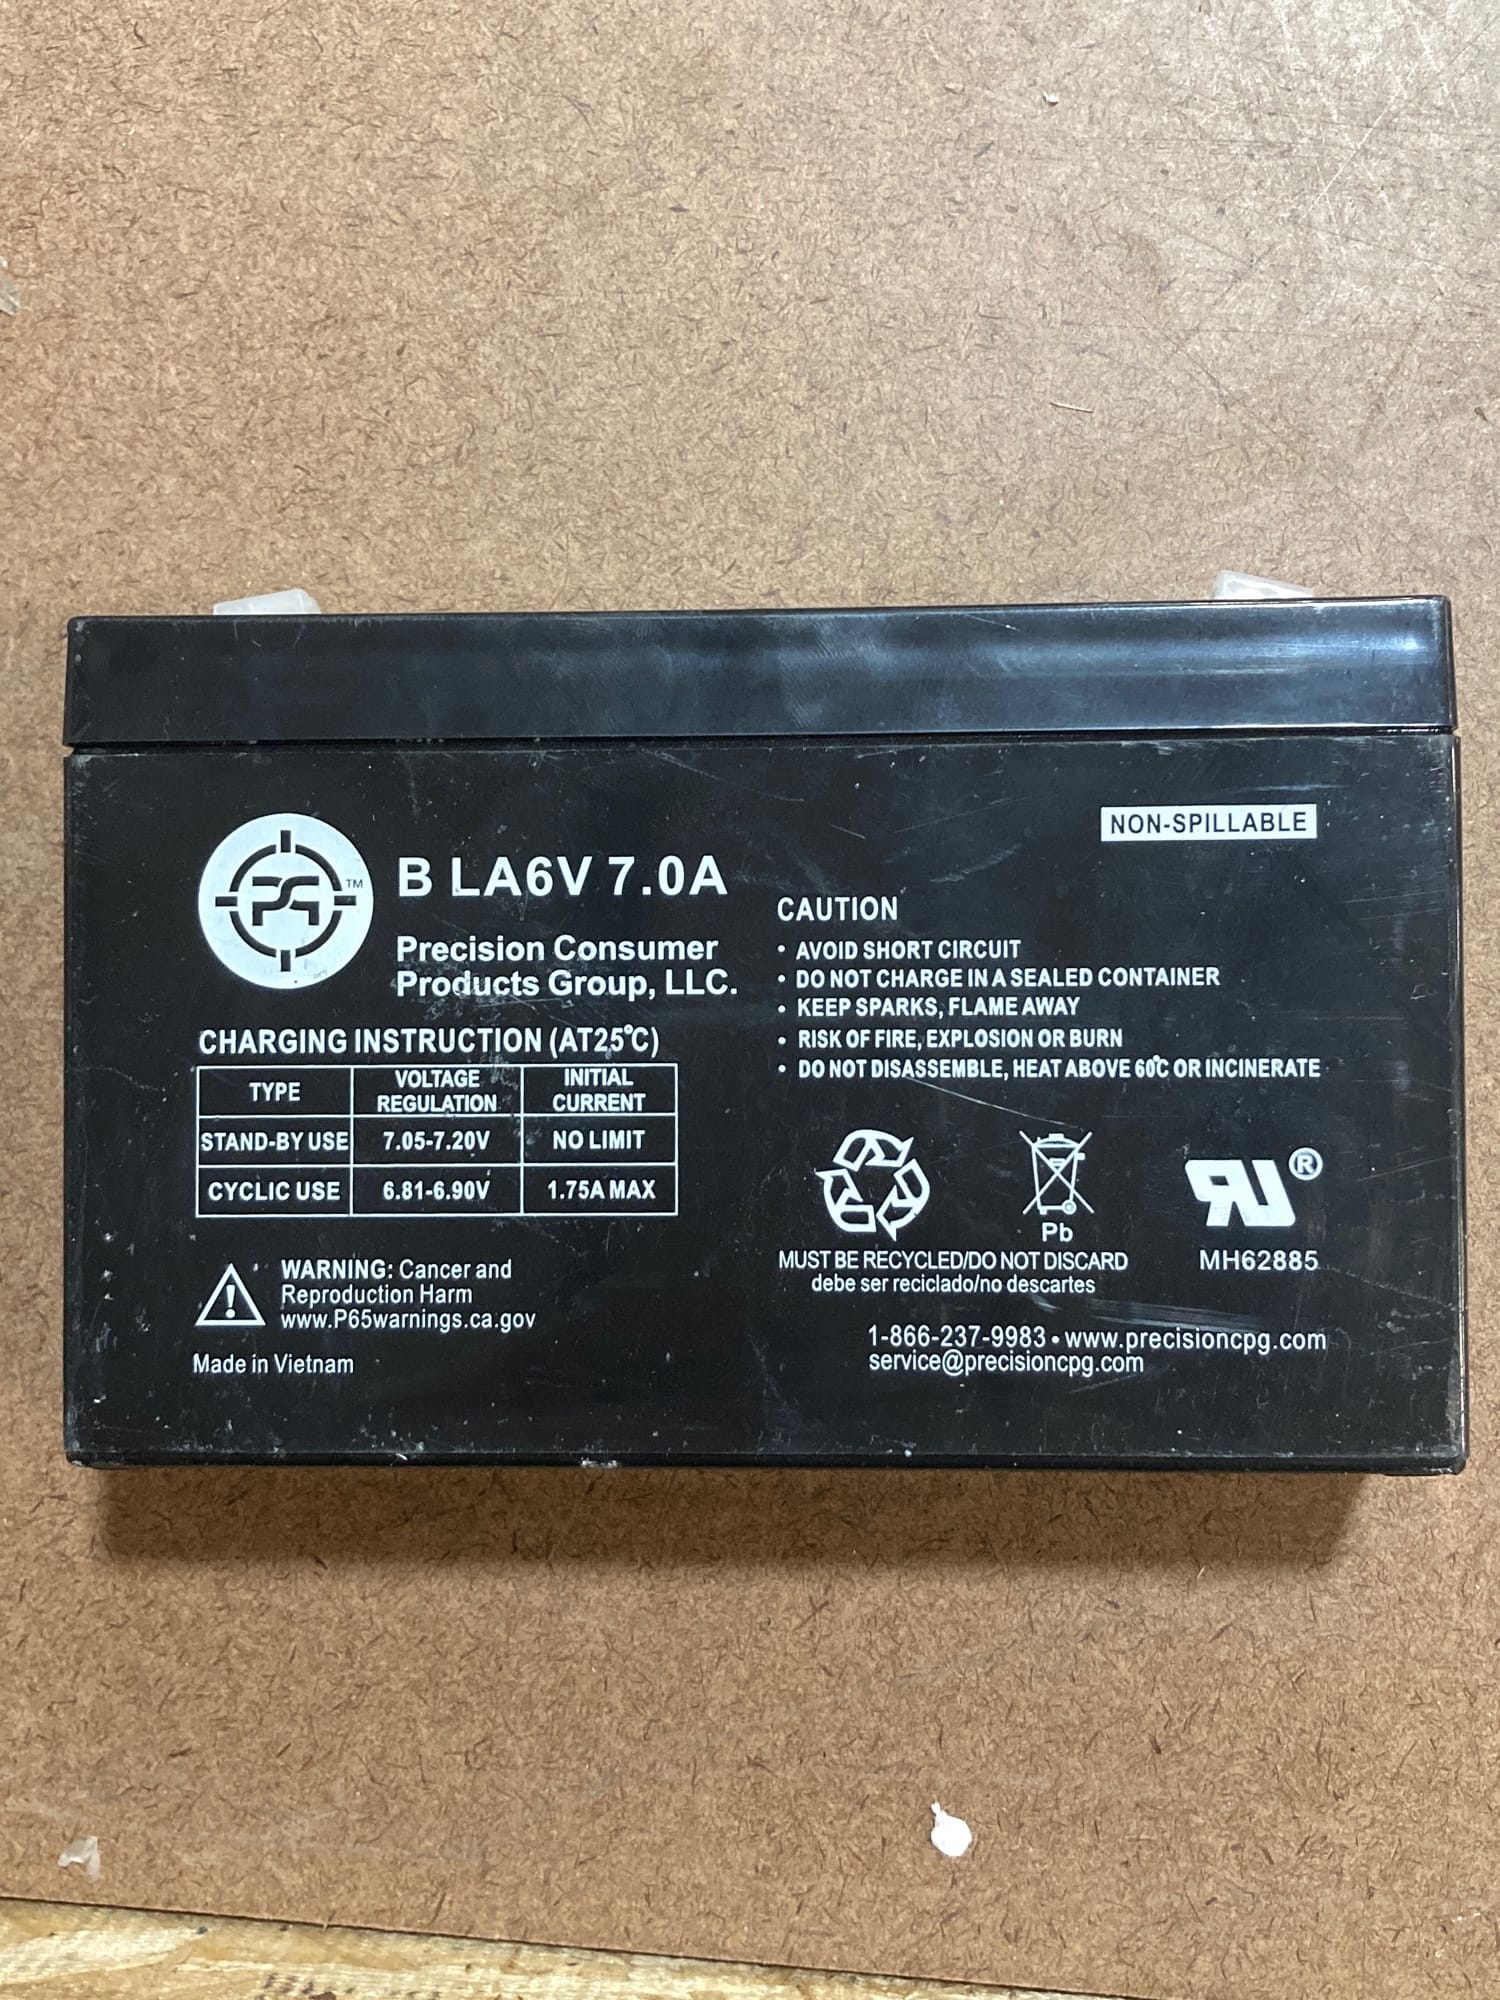 NON-SPILLABLE
PG ™
B LA6V 7.0A
Precision Consumer
Products Group, LLC.
CHARGING INSTRUCTION (AT25℃)
TYPE VOLTAGE REGULATION INITIAL CURRENT
STAND-BY USE 7.05-7.20V NO LIMIT
CYCLIC USE 6.81-6.90V 1.75A MAX
WARNING: Cancer and
Reproduction Harm
www.P65warnings.ca.gov
Made in Vietnam
CAUTION
• AVOID SHORT CIRCUIT
• DO NOT CHARGE IN A SEALED CONTAINER
• KEEP SPARKS, FLAME AWAY
• RISK OF FIRE, EXPLOSION OR BURN
• DO NOT DISASSEMBLE, HEAT ABOVE 60℃ OR INCINERATE
Pb
MUST BE RECYCLED/DO NOT DISCARD
debe ser reciclado/no descartes
RU®
MH62885
1-866-237-9983 • www.precisioncpg.com
service@precisioncpg.com